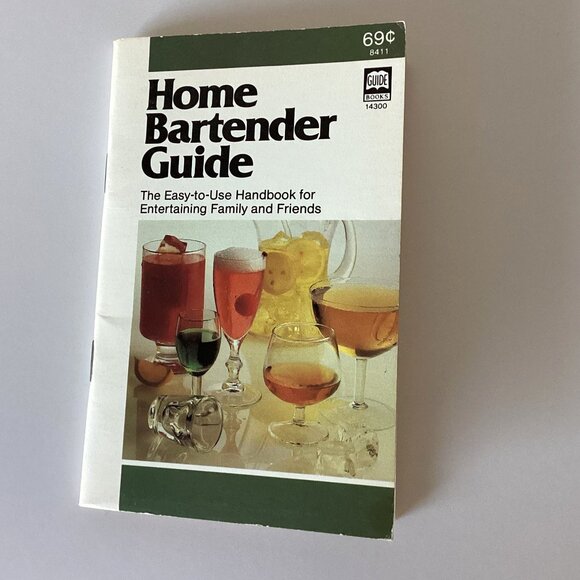 69¢
8411
GUIDE
BOOKS
14300
Home
Bartender
Guide
The Easy-to-Use Handbook for
Entertaining Family and Friends